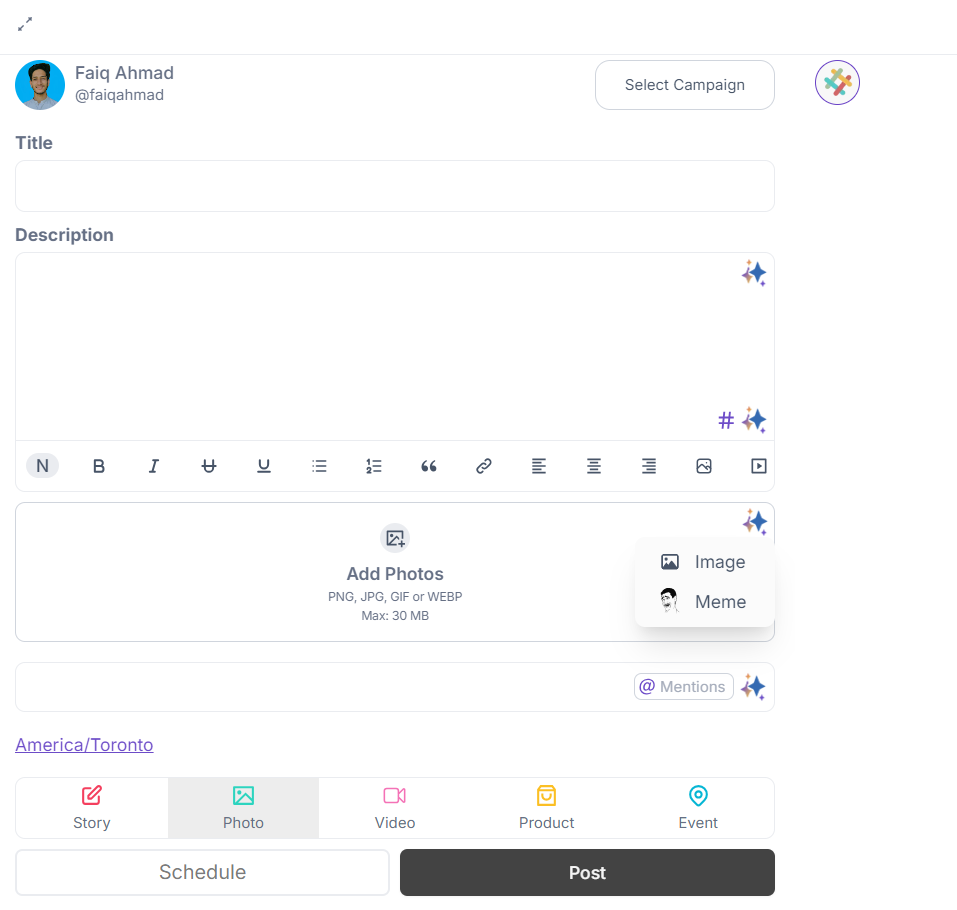 Faiq Ahmad
@faiqahmad
Select Campaign
Title
Description
#
N B I U
Add Photos
PNG, JPG, GIF or WEBP
Max: 30 MB
Image
Meme
@ Mentions
America/Toronto
Story Photo Video Product Event
Schedule Post